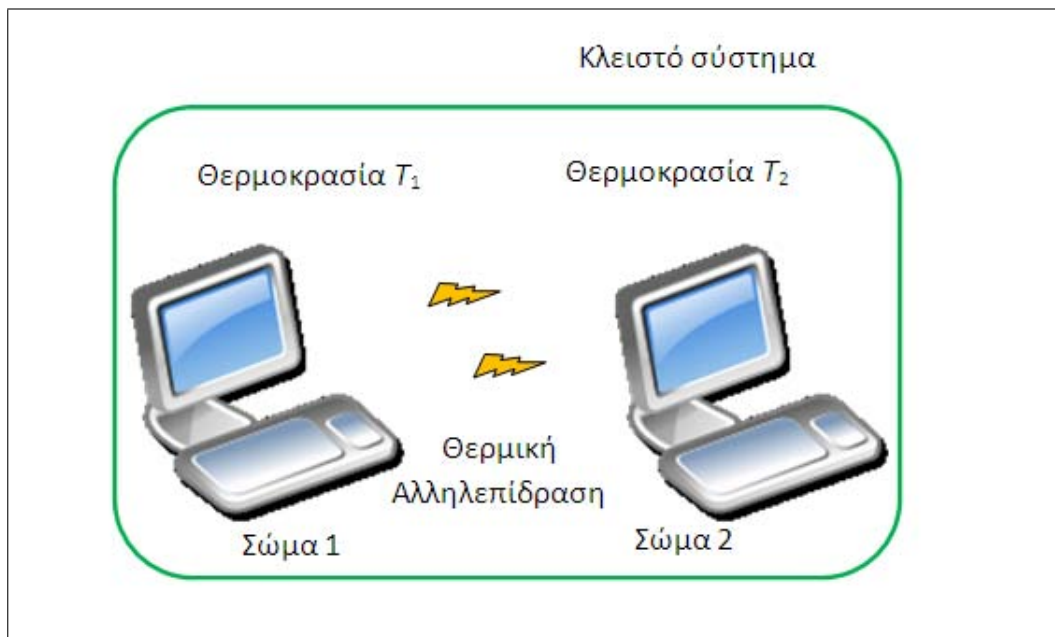 Κλειστό σύστημα
Θερμοκρασία T₁
Θερμοκρασία T₂
Θερμική
Αλληλεπίδραση
Σώμα 1
Σώμα 2